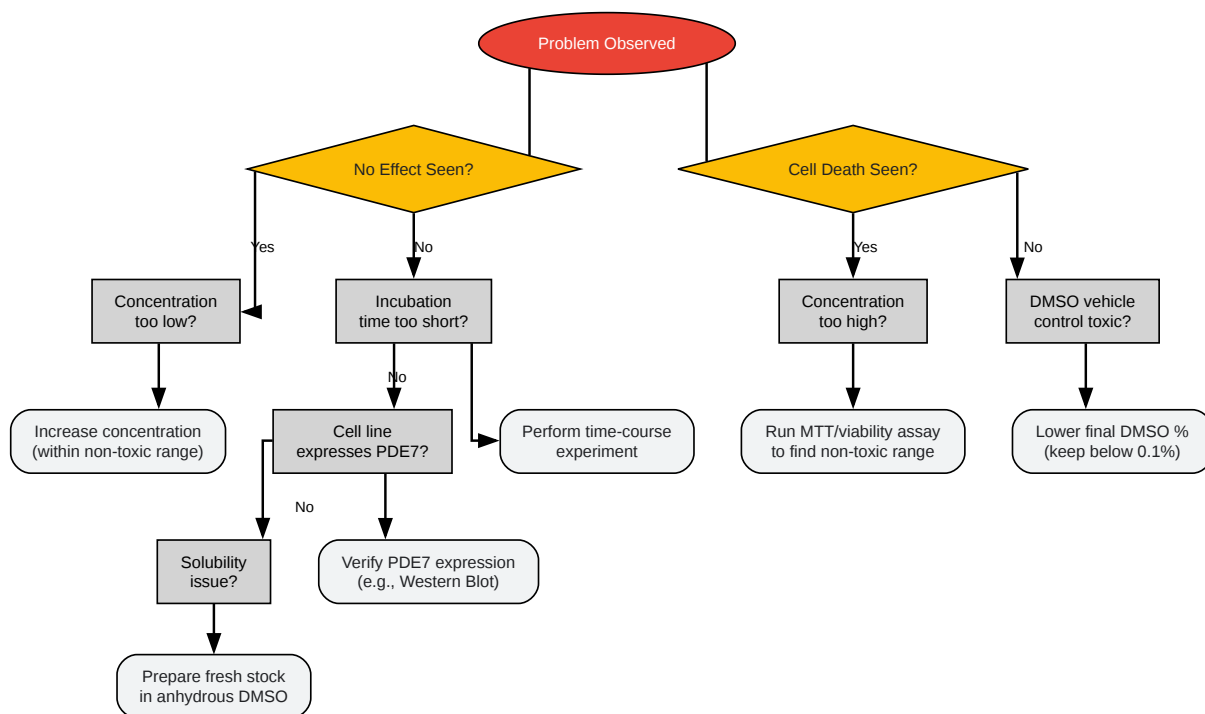 Problem Observed
No Effect Seen?
Cell Death Seen?
Yes
No
Yes
No
Concentration
too low?
Incubation
time too short?
Concentration
too high?
DMSO vehicle
control toxic?
No
Increase concentration
(within non-toxic range)
Cell line
expresses PDE7?
Perform time-course
experiment
Run MTT/viability assay
to find non-toxic range
Lower final DMSO %
(keep below 0.1%)
No
Solubility
issue?
Verify PDE7 expression
(e.g., Western Blot)
Prepare fresh stock
in anhydrous DMSO